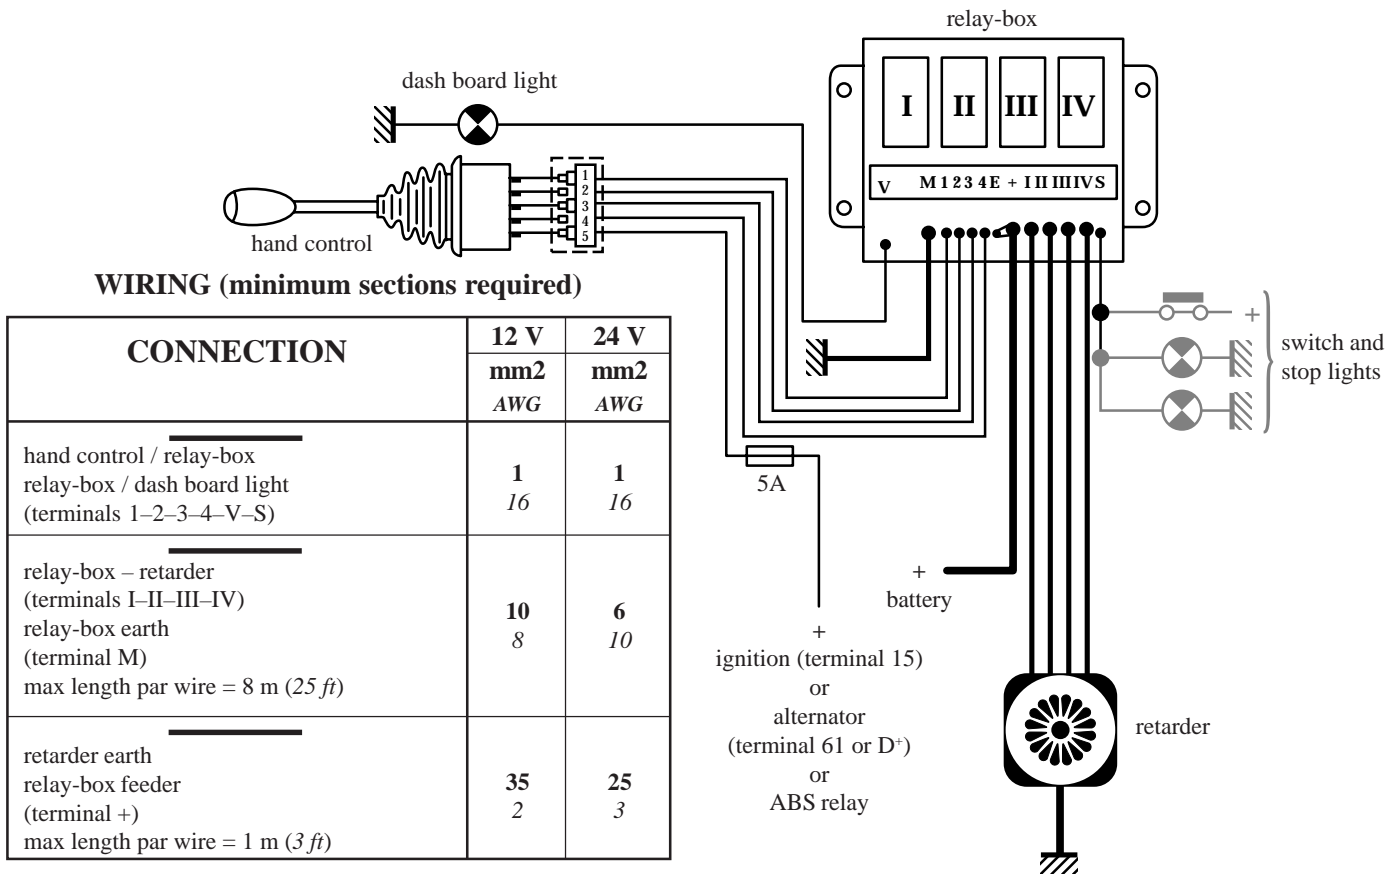 relay-box
dash board light
I II III IV
V M 1 2 3 4 E + I II III IV S
1
2
3
4
5
hand control
WIRING (minimum sections required)
CONNECTION
12 V 24 V
mm2 mm2
AWG AWG
hand control / relay-box
relay-box / dash board light
(terminals 1–2–3–4–V–S)
1 1
16 16
relay-box – retarder
(terminals I–II–III–IV)
relay-box earth
(terminal M)
max length par wire = 8 m (25 ft)
10 6
8 10
retarder earth
relay-box feeder
(terminal +)
max length par wire = 1 m (3 ft)
35 25
2 3
+
switch and
stop lights
5A
+
battery
+
ignition (terminal 15)
or
alternator
(terminal 61 or D+)
or
ABS relay
retarder